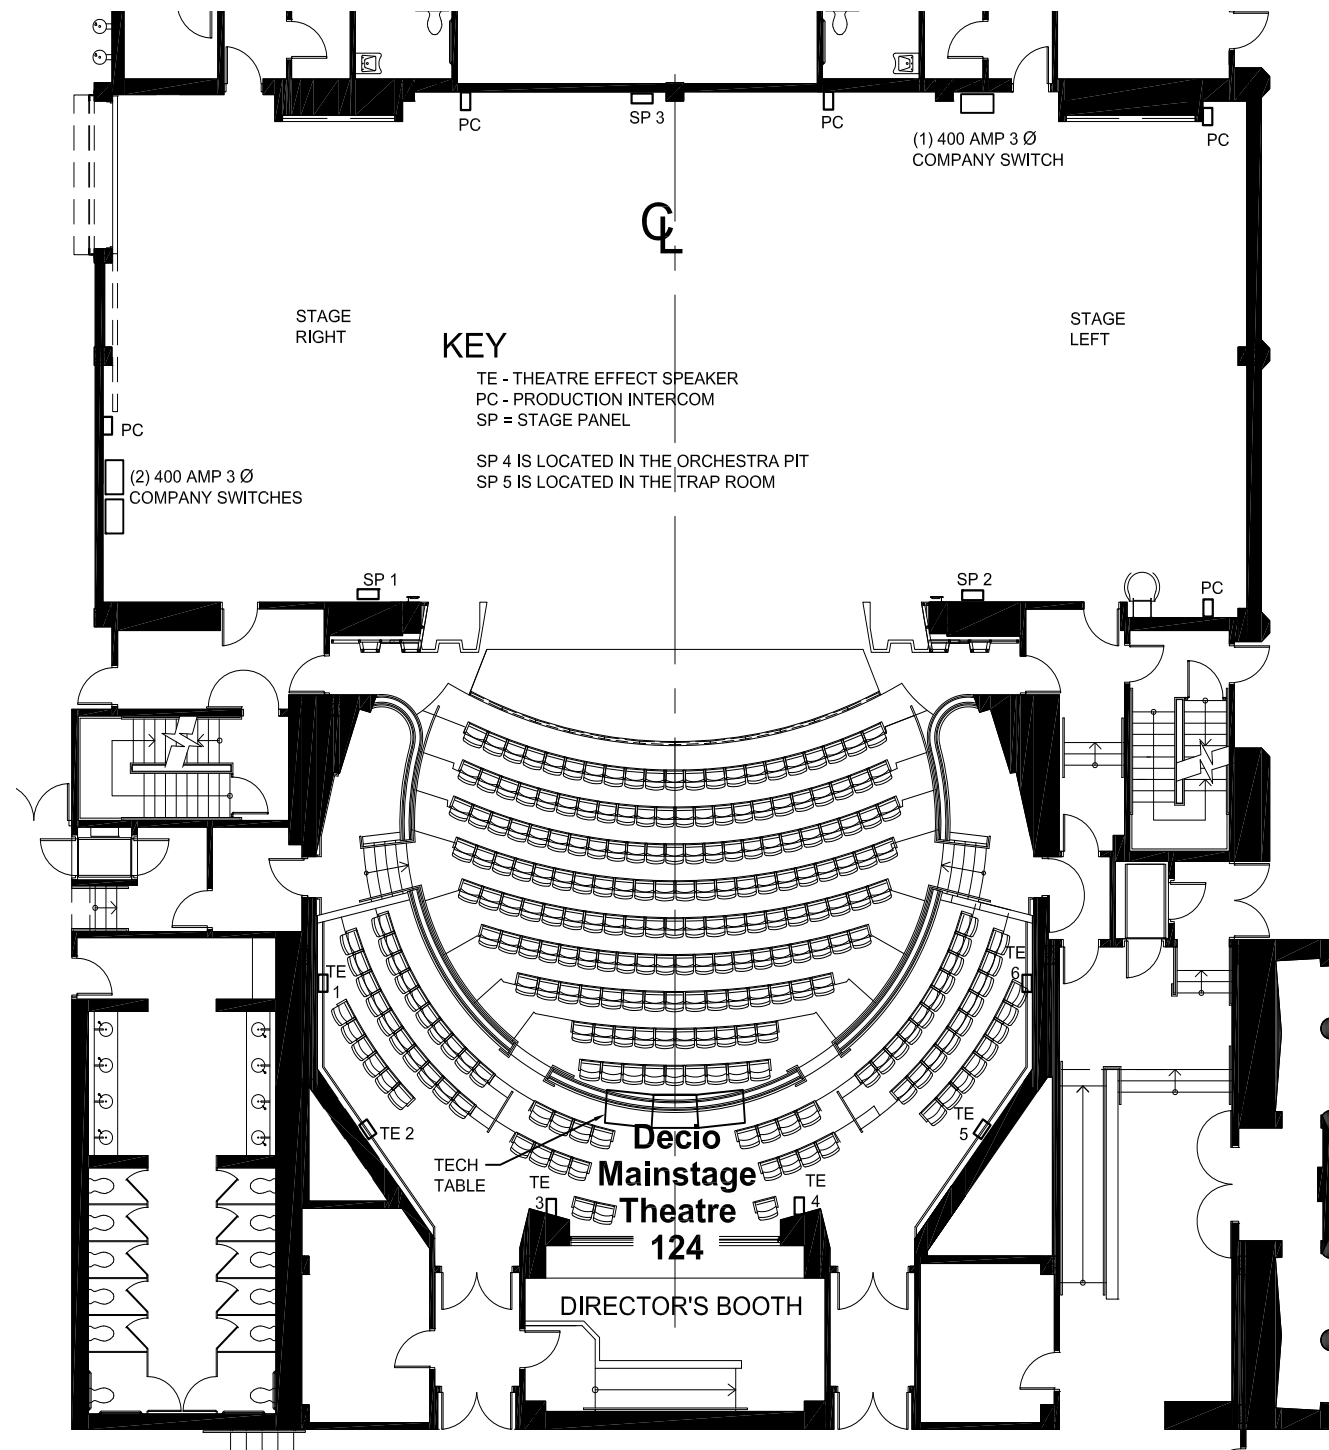 PC
SP 3
PC
(1) 400 AMP 3 Ø
COMPANY SWITCH
PC
CL
STAGE
RIGHT
STAGE
LEFT
KEY
TE - THEATRE EFFECT SPEAKER
PC - PRODUCTION INTERCOM
SP = STAGE PANEL
SP 4 IS LOCATED IN THE ORCHESTRA PIT
SP 5 IS LOCATED IN THE TRAP ROOM
PC
(2) 400 AMP 3 Ø
COMPANY SWITCHES
SP 1
SP 2
PC
TE
1
TE
6
TE 2
TE
5
TECH
TABLE
TE
3
TE
4
Decio
Mainstage
Theatre
124
DIRECTOR'S BOOTH